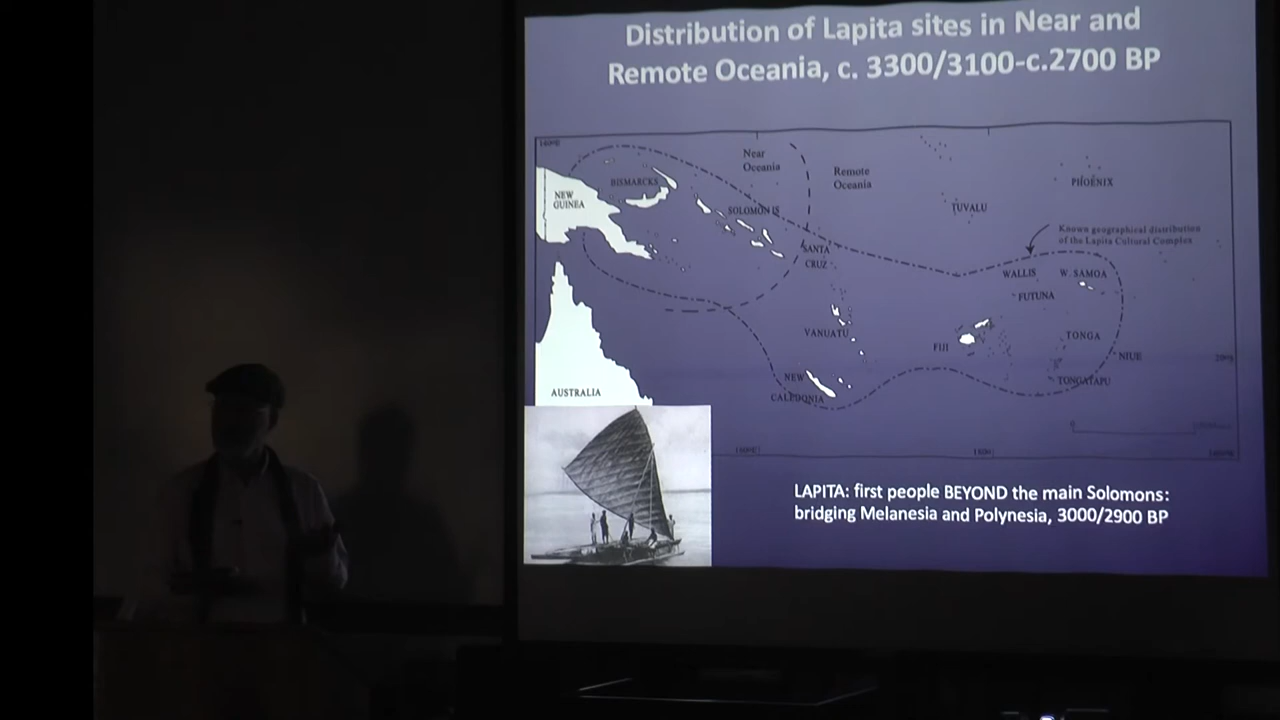 Distribution of Lapita sites in Near and
Remote Oceania, c. 3300/3100-c.2700 BP
Near
Oceania
Remote
Oceania
BISMARCKS
NEW
GUINEA
SOLOMON IS
PHOENIX
TUVALU
Known geographical distribution
of the Lapita Cultural Complex
SANTA
CRUZ
WALLIS
W. SAMOA
FUTUNA
VANUATU
FIJI
TONGA
NIUE
TONGATAPU
NEW
CALEDONIA
AUSTRALIA
0
LAPITA: first people BEYOND the main Solomons:
bridging Melanesia and Polynesia, 3000/2900 BP